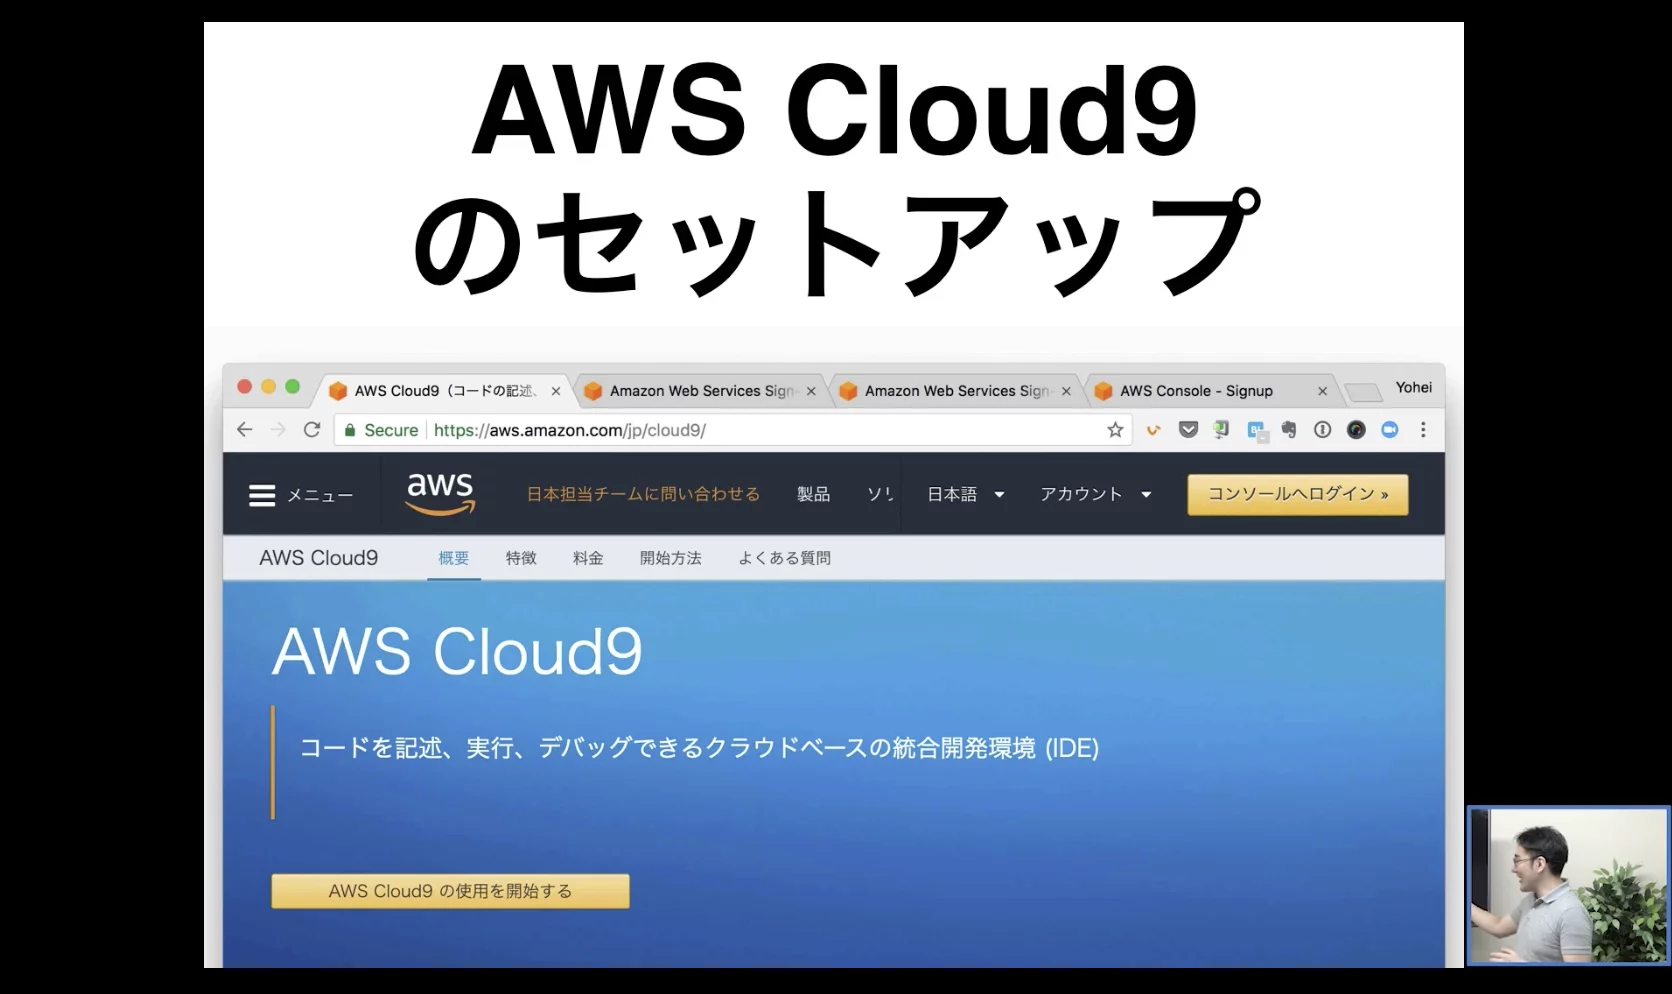 AWS Cloud9
のセットアップ
AWS Cloud9（コードの記述、
Amazon Web Services Sign-
Amazon Web Services Sign-
AWS Console - Signup
Yohei
Secure
https://aws.amazon.com/jp/cloud9/
メニュー
aws
日本担当チームに問い合わせる
製品
ソリ
日本語
アカウント
コンソールへログイン »
AWS Cloud9
概要
特徴
料金
開始方法
よくある質問
AWS Cloud9
コードを記述、実行、デバッグできるクラウドベースの統合開発環境 (IDE)
AWS Cloud9 の使用を開始する